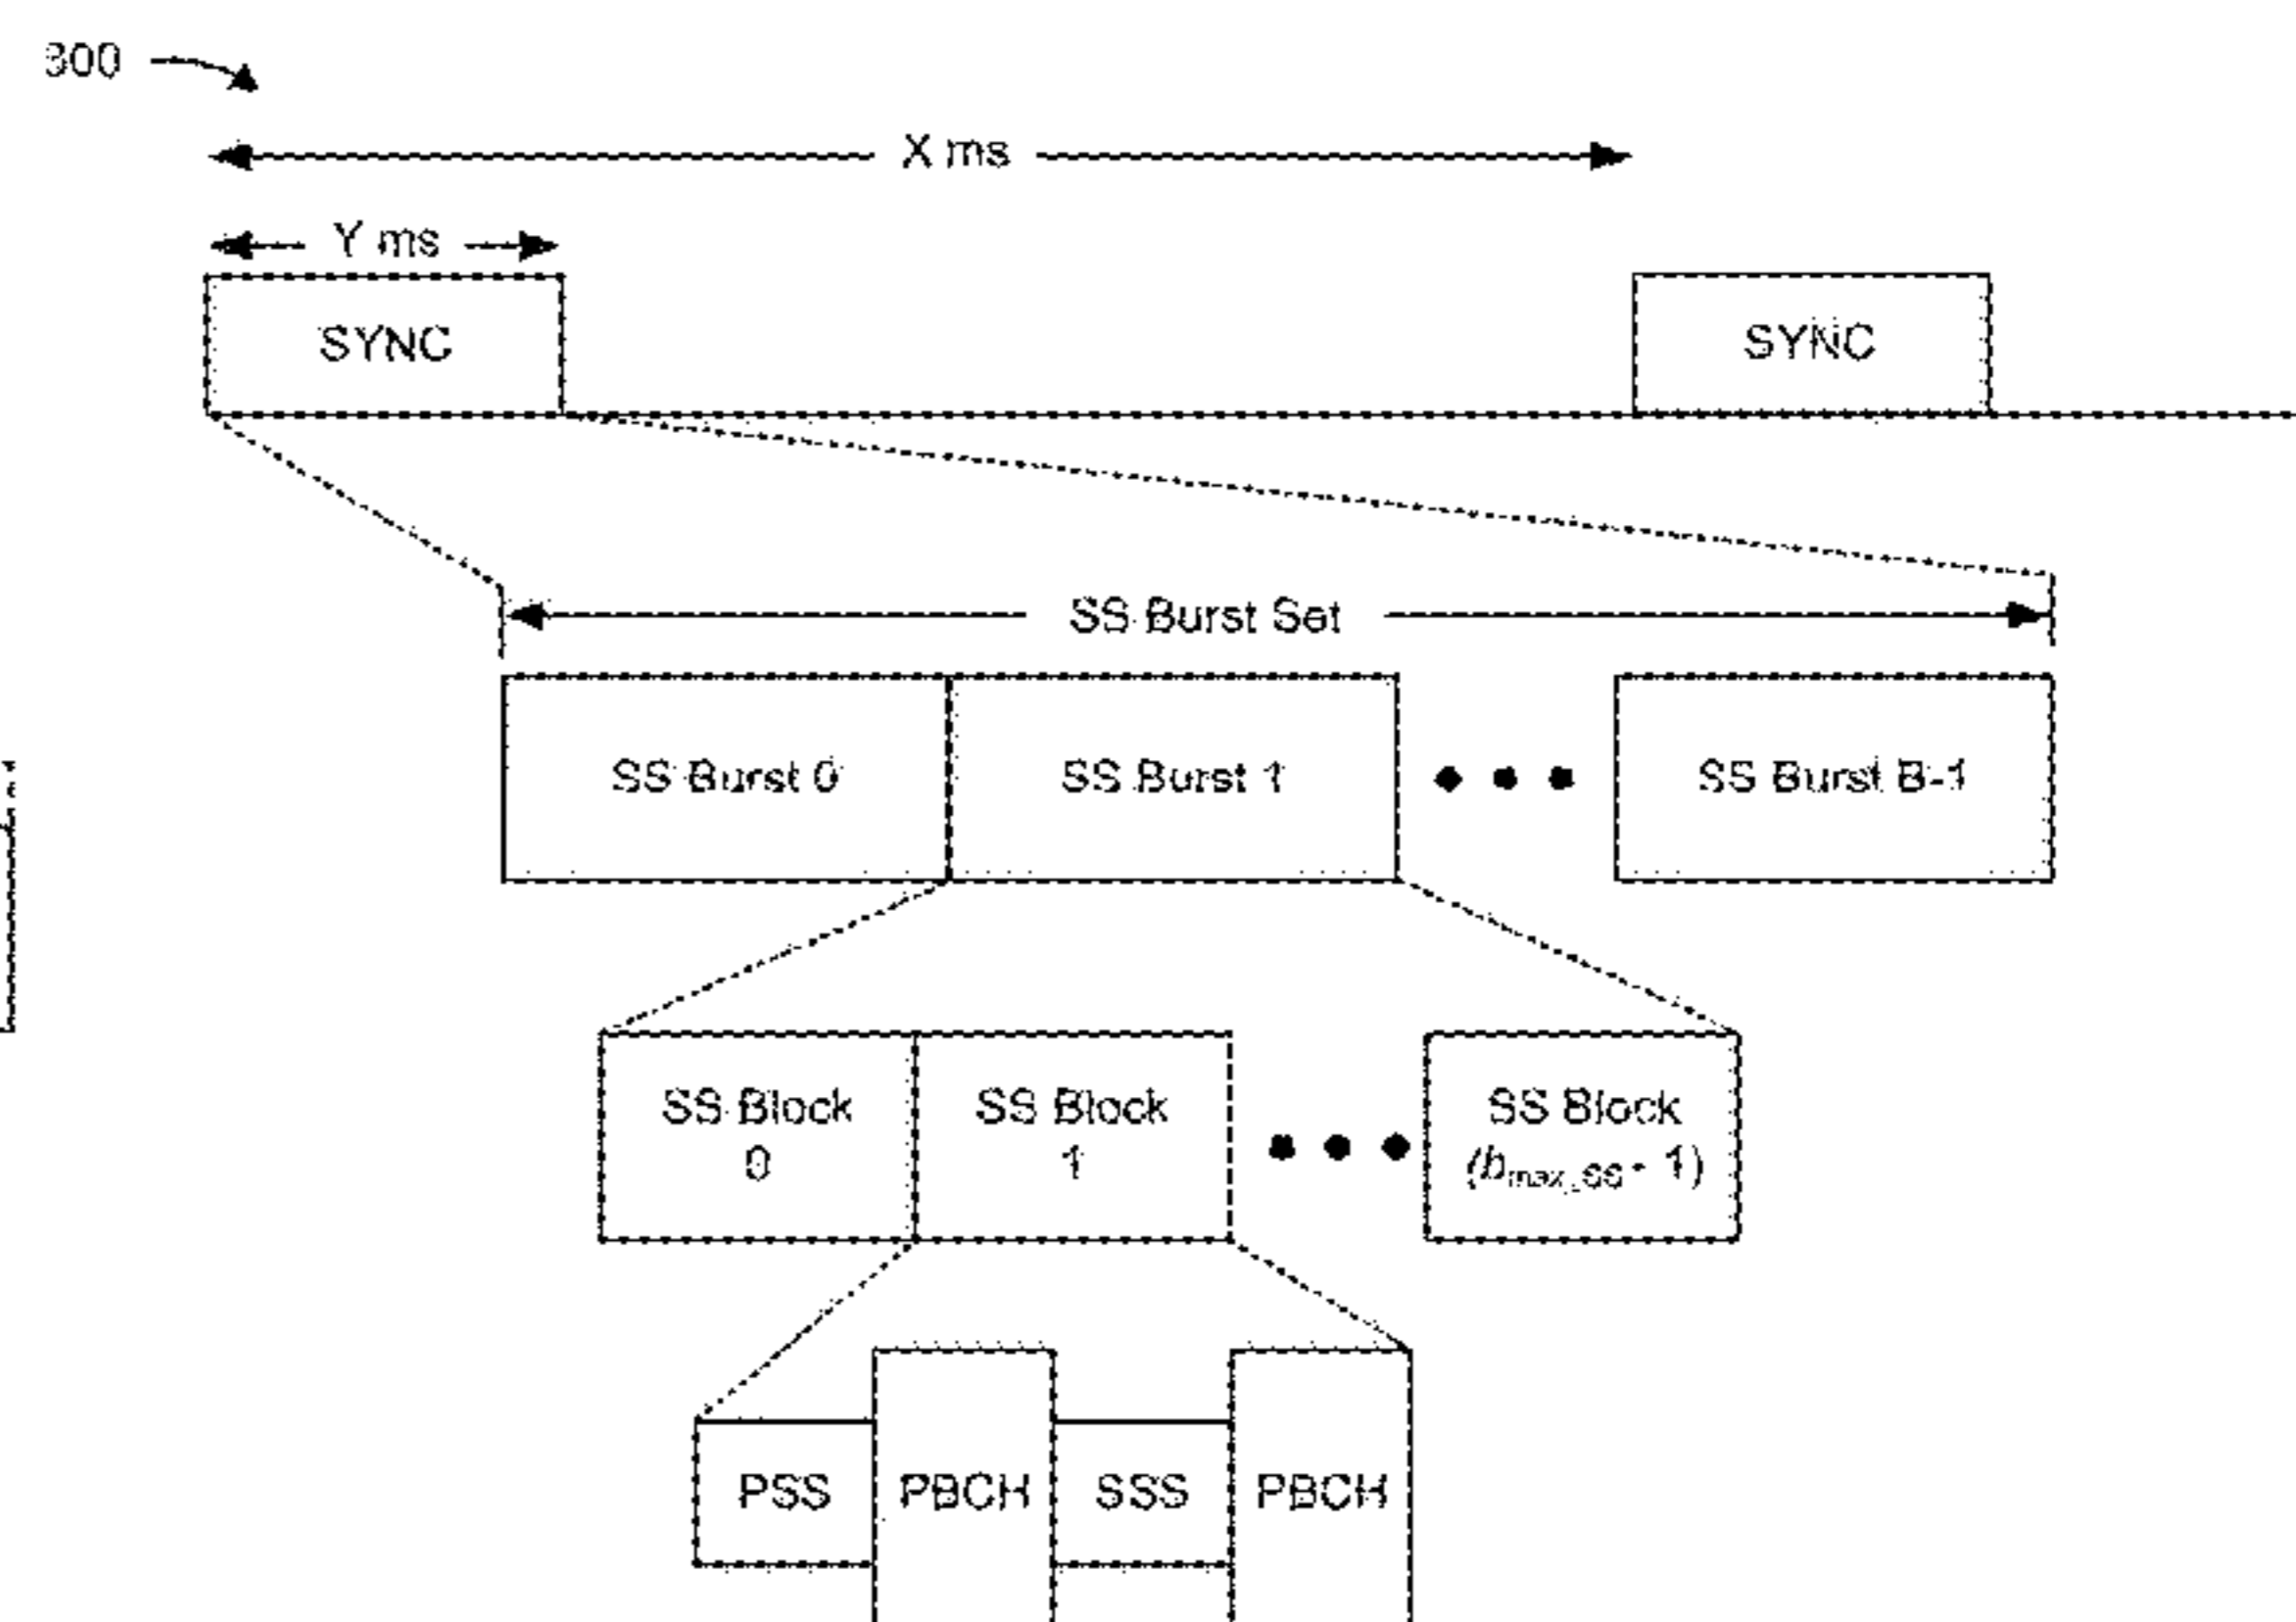 300
X ms
Y ms
SYNC
SYNC
SS Burst Set
SS Burst 0
SS Burst 1
SS Burst B-1
SS Block
0
SS Block
1
SS Block
(bmax_SS - 1)
PSS
PBCH
SSS
PBCH